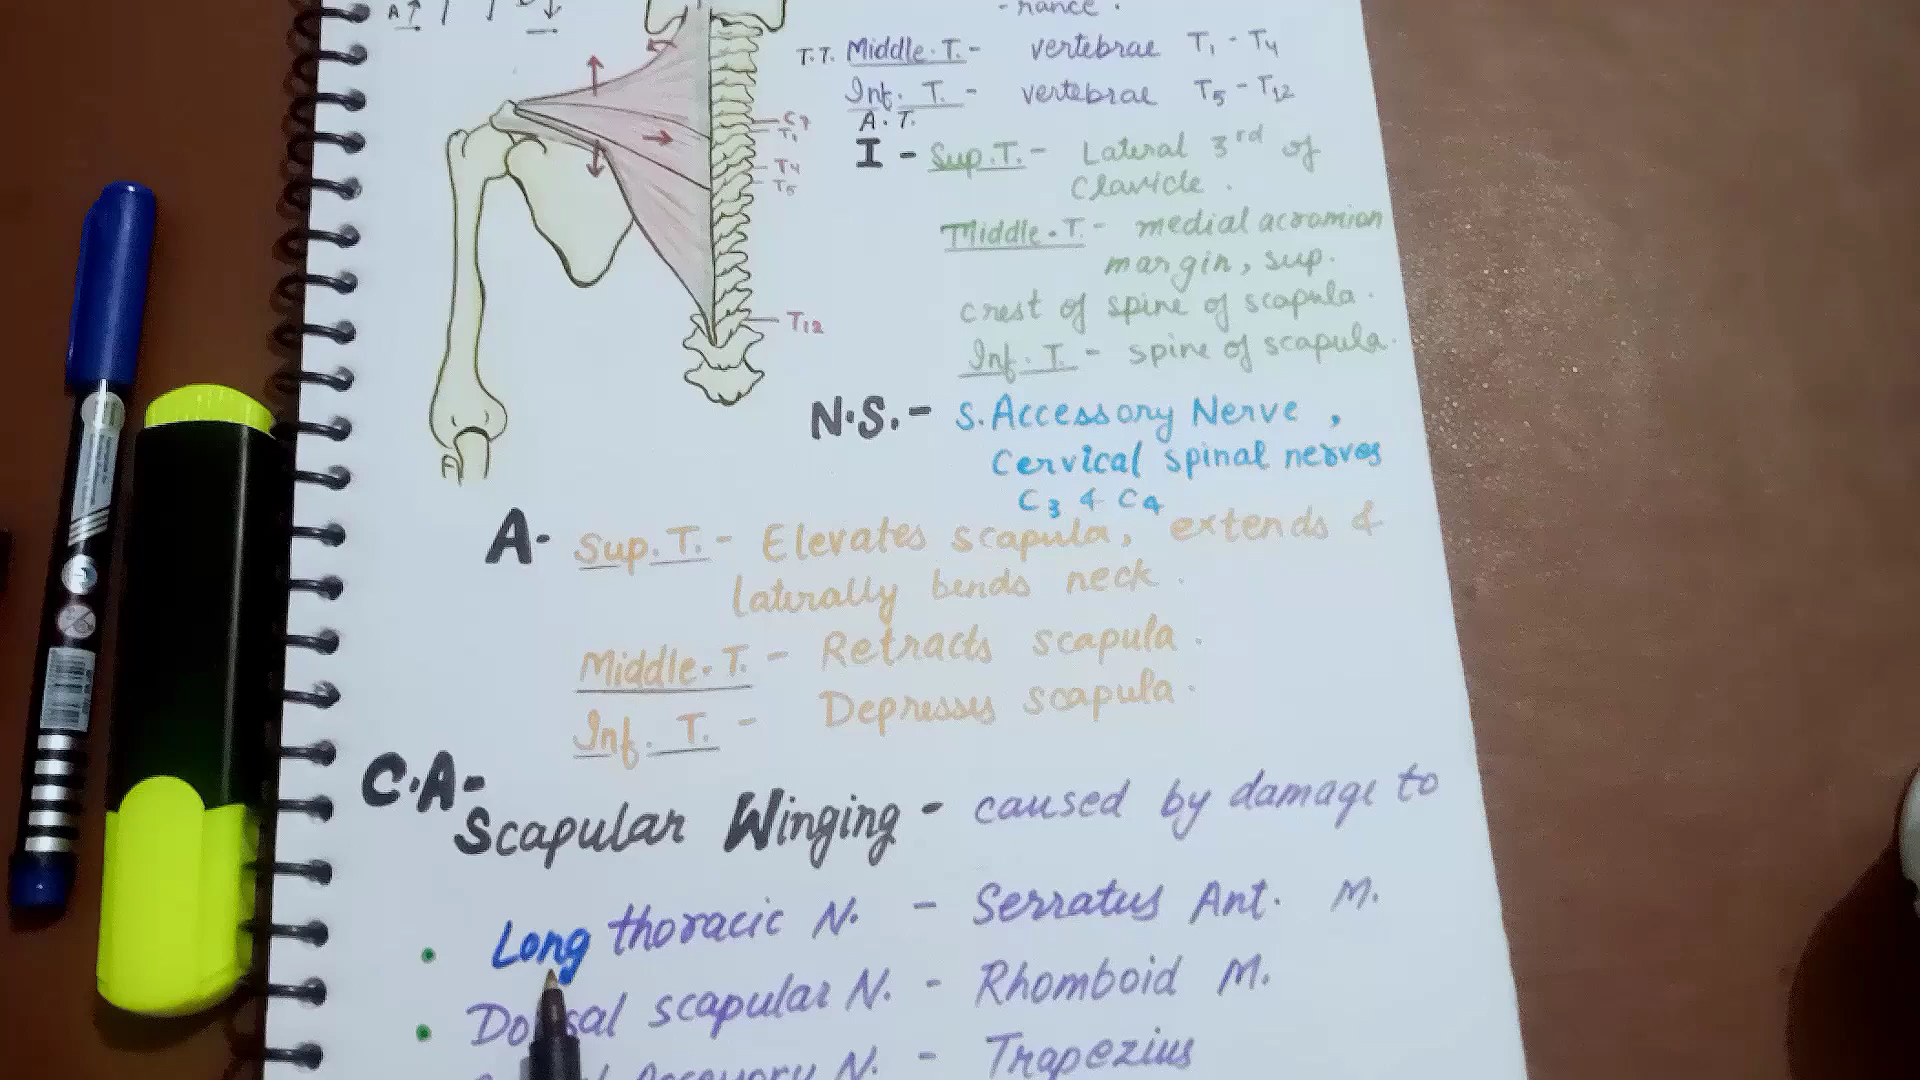 - rance .
T.T. Middle. T. - vertebrae T1 - T4
Inf. T. - vertebrae T5 - T12
A. T.
I - Sup. T. - Lateral 3rd of
Clavicle .
Middle. T. - medial acromion
margin, sup.
crest of spine of scapula .
Inf. T. - spine of scapula .
C7
T1
T4
T5
T12
N.S. - S. Accessory Nerve ,
Cervical spinal nerves
C3 & C4
A - Sup. T. - Elevates scapula, extends &
laterally bends neck .
Middle. T. - Retracts scapula .
Inf. T. - Depresses scapula .
C.A -
Scapular Winging - caused by damage to
• Long thoracic N. - Serratus Ant. M.
• Dorsal scapular N. - Rhomboid M.
Accessory N. - Trapezius